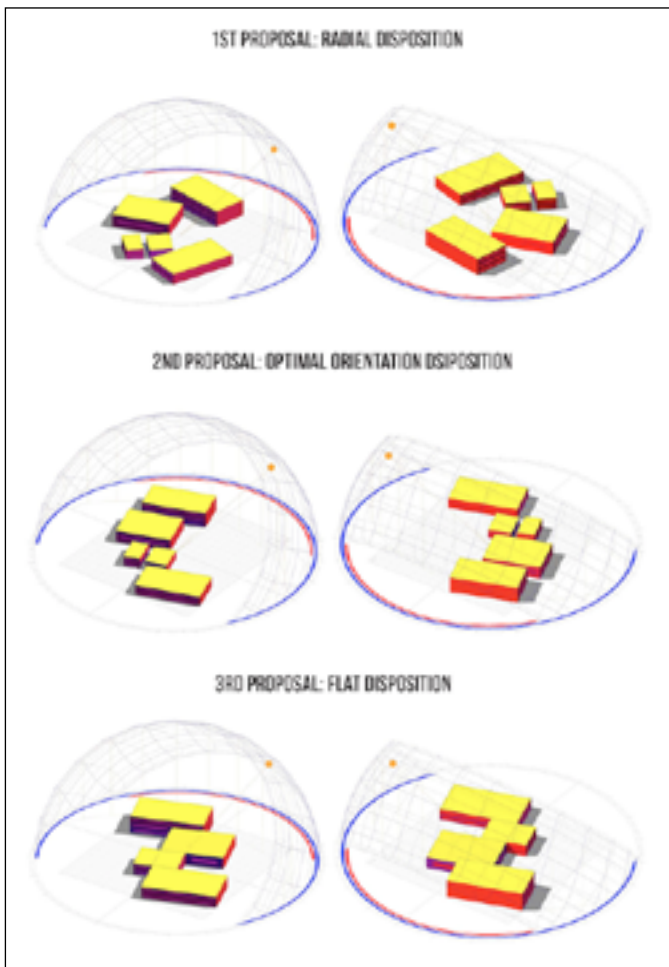 1ST PROPOSAL: RADIAL DISPOSITION
2ND PROPOSAL: OPTIMAL ORIENTATION DSIPOSITION
3RD PROPOSAL: FLAT DISPOSITION